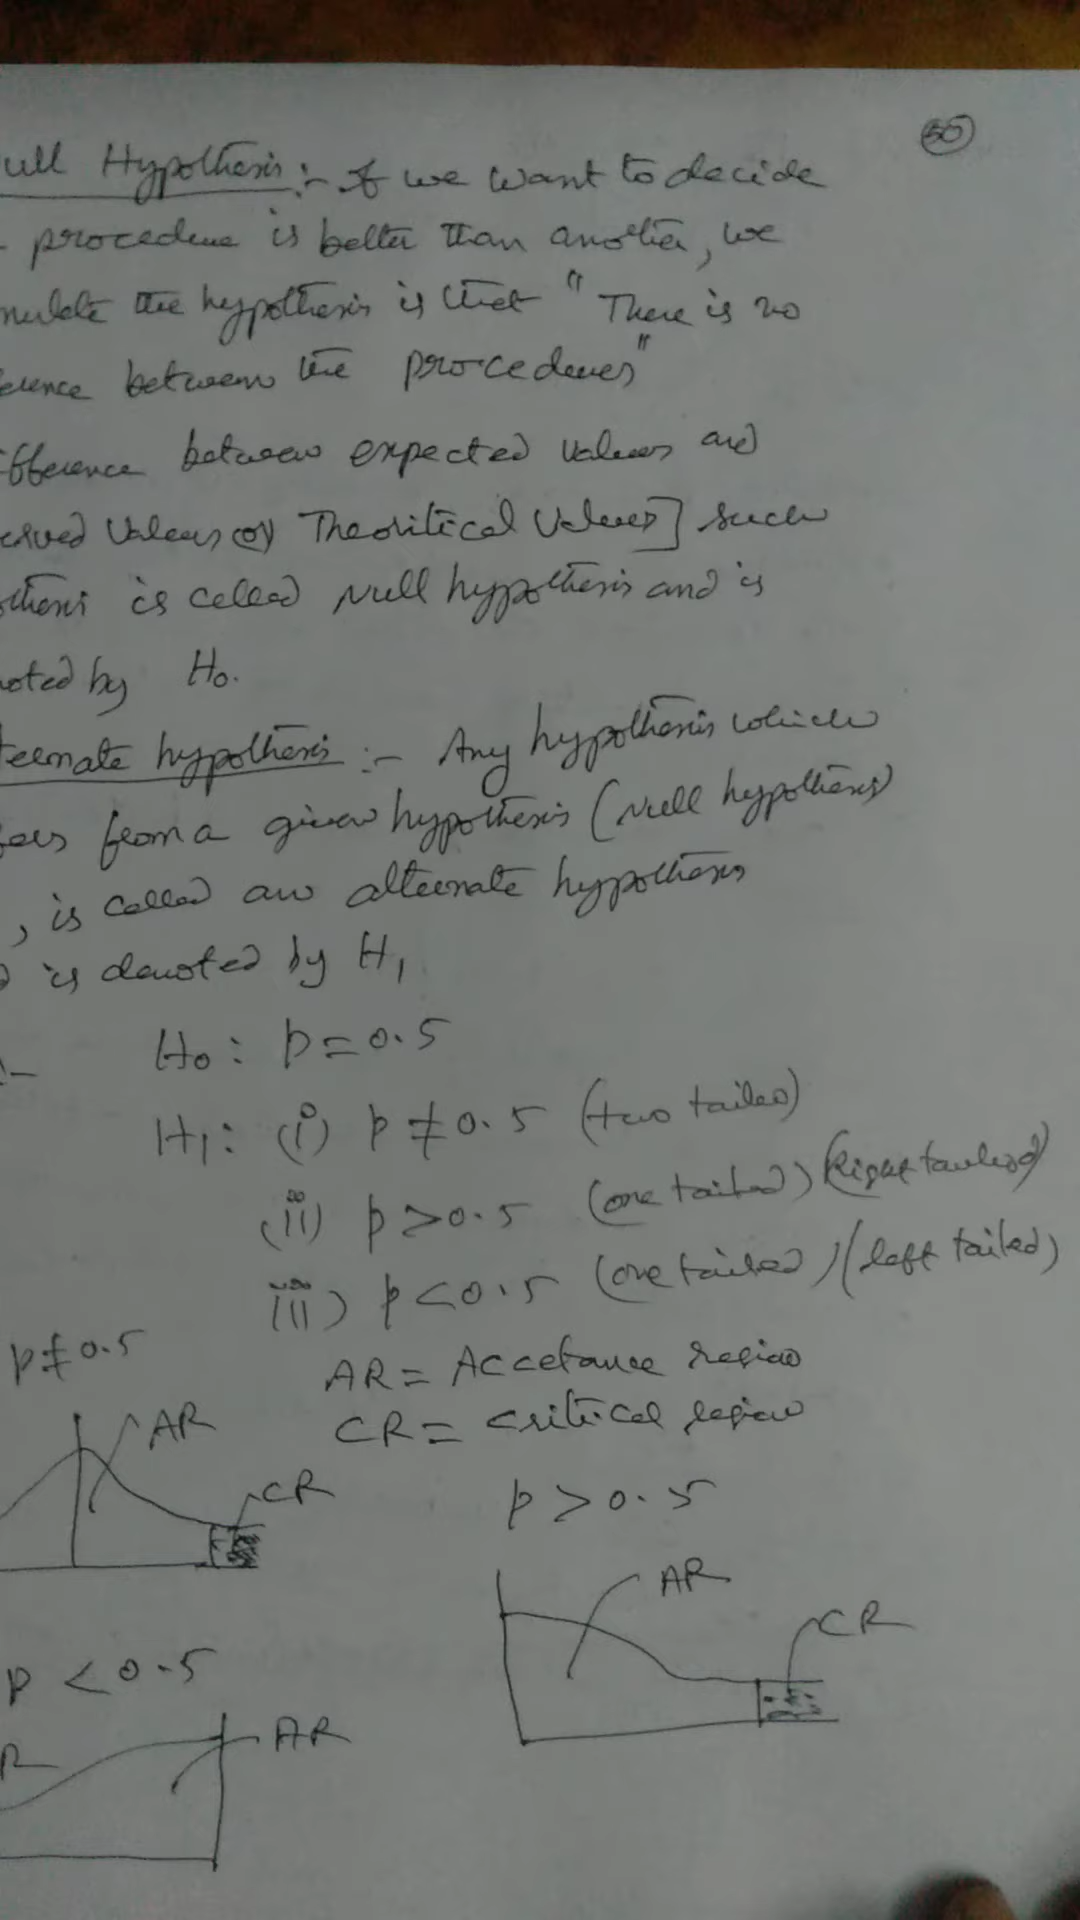 50
ull Hypothesis :- If we want to decide
procedure is better than another, we
mulate the hypothesis is that "There is no
erence between the procedures"
ifference between expected values and
erved Values (or) Theoritical Values] such
othesis is called Null hypothesis and is
noted by H0.
ternate hypothesis :- Any hypothesis which
fers from a given hypothesis (Null hypothesis)
, is called an alternate hypothesis
d is denoted by H1
:- H0 : p = 0.5
H1 : (i) p ≠ 0.5 (two tailed)
(ii) p > 0.5 (one tailed) (Right tailed)
iii) p < 0.5 (one tailed) (left tailed)
p ≠ 0.5
AR = Accetance region
CR = critical region
AR
CR
p > 0.5
AR
CR
p < 0.5
R
AR